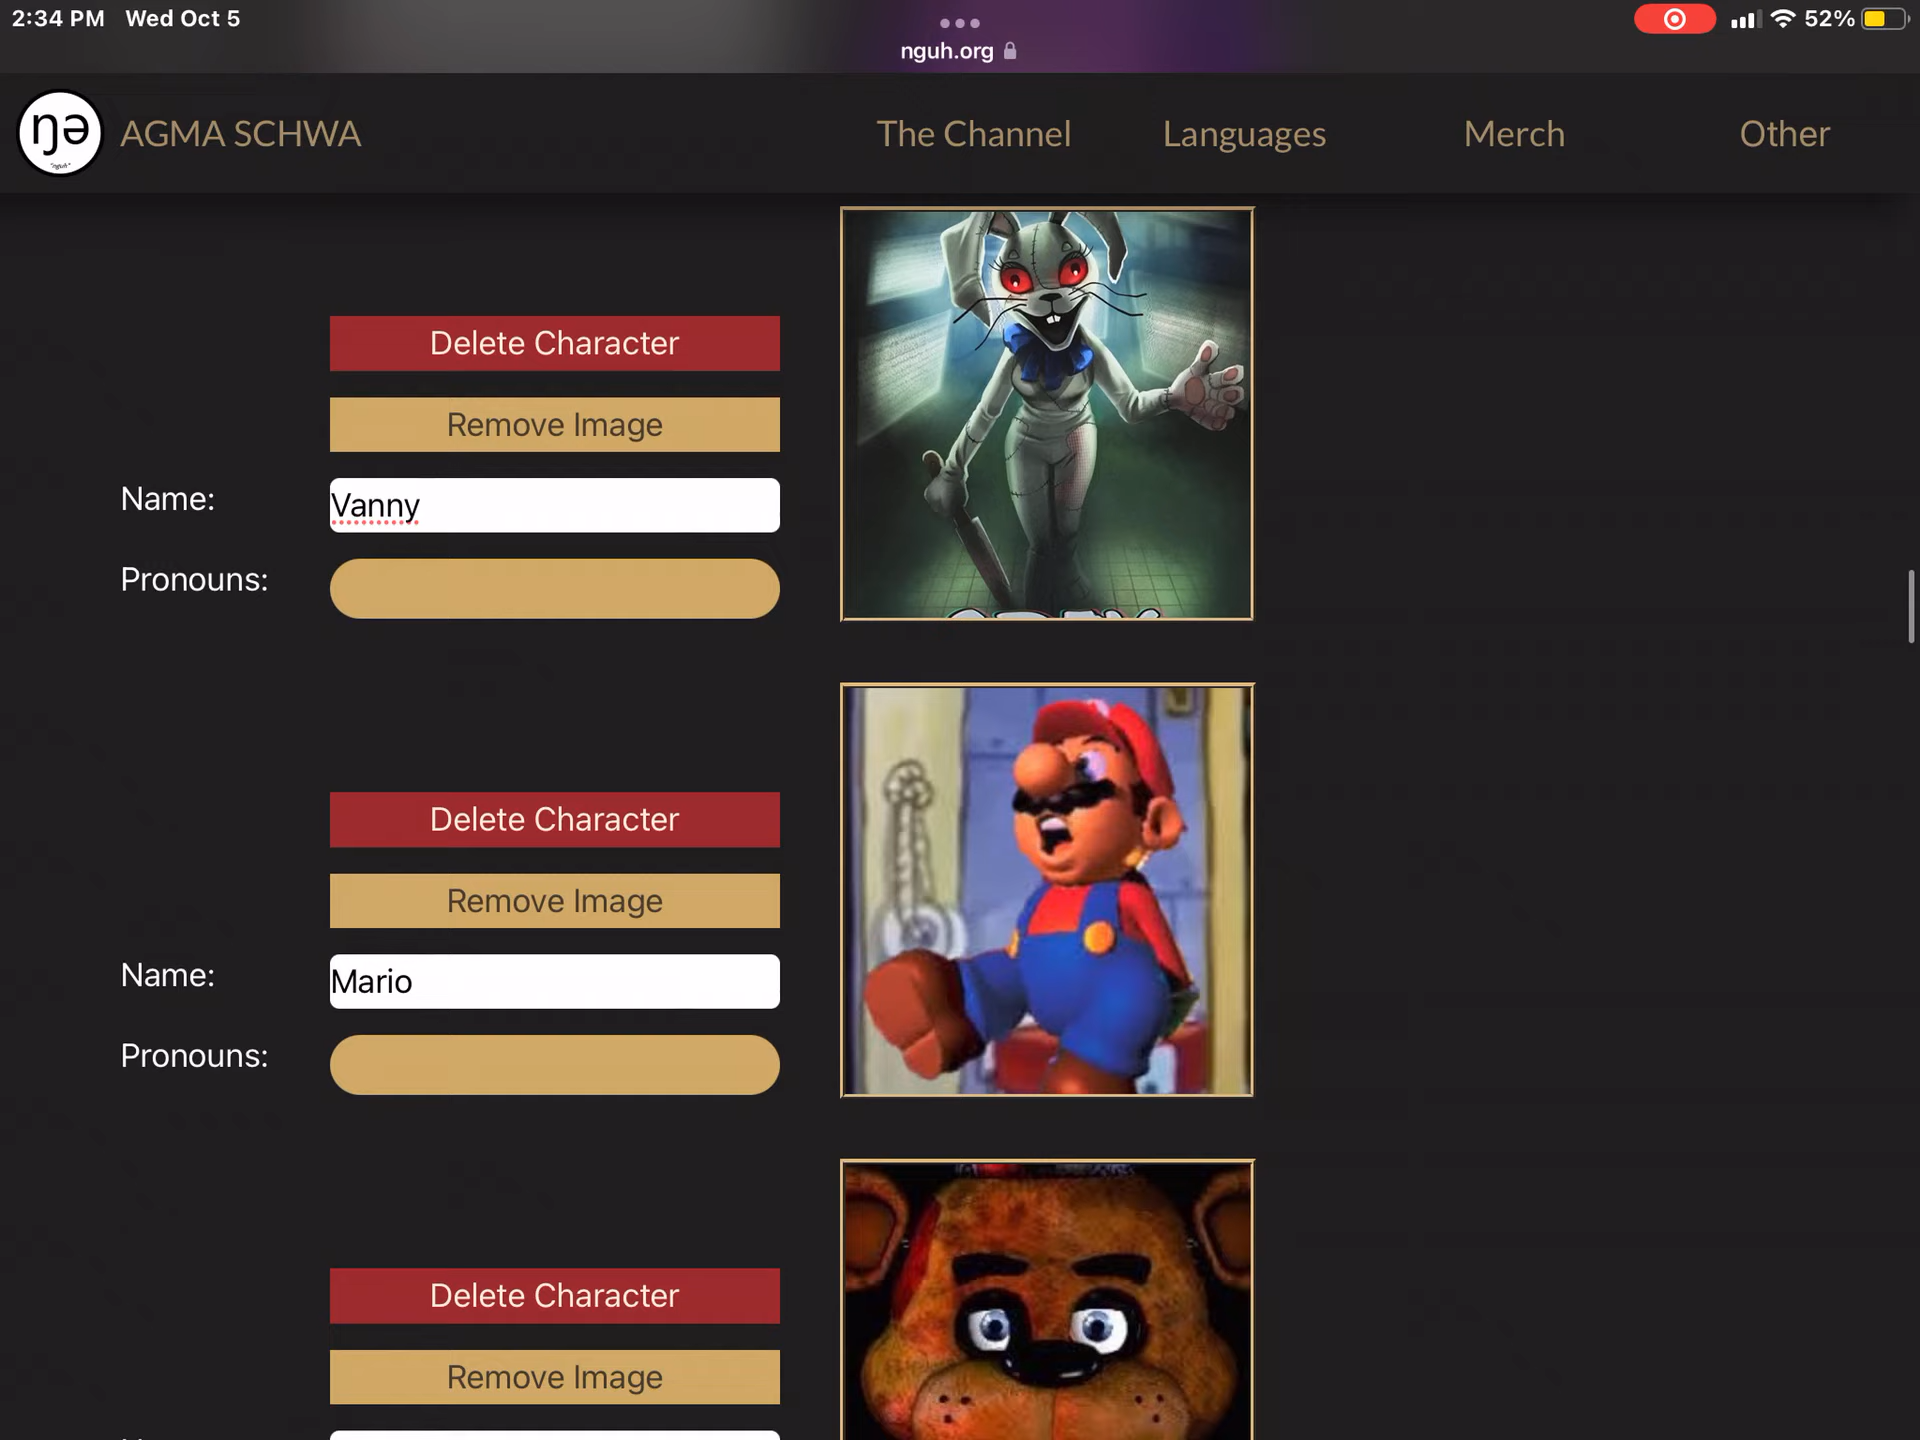 2:34 PM Wed Oct 5
52%
nguh.org
ŋə
"nguh"
AGMA SCHWA
The Channel
Languages
Merch
Other
Delete Character
Remove Image
Name:
Vanny
Pronouns:
Delete Character
Remove Image
Name:
Mario
Pronouns:
Delete Character
Remove Image